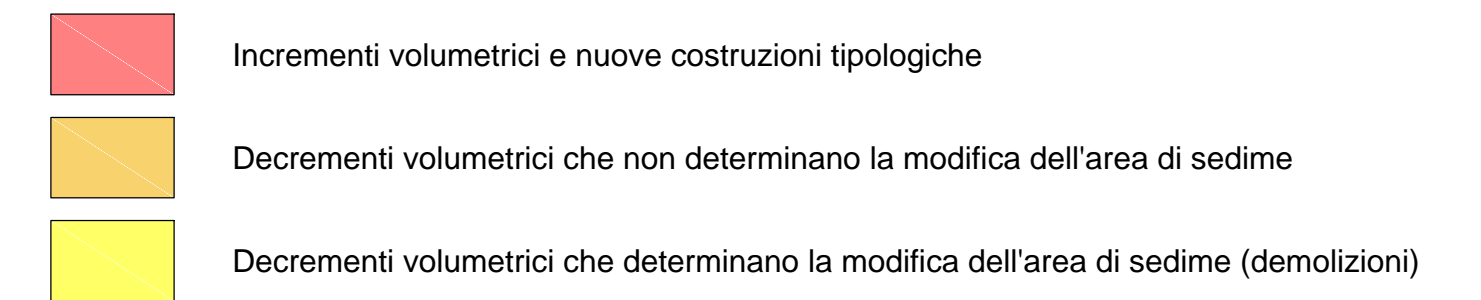 Incrementi volumetrici e nuove costruzioni tipologiche
Decrementi volumetrici che non determinano la modifica dell'area di sedime
Decrementi volumetrici che determinano la modifica dell'area di sedime (demolizioni)